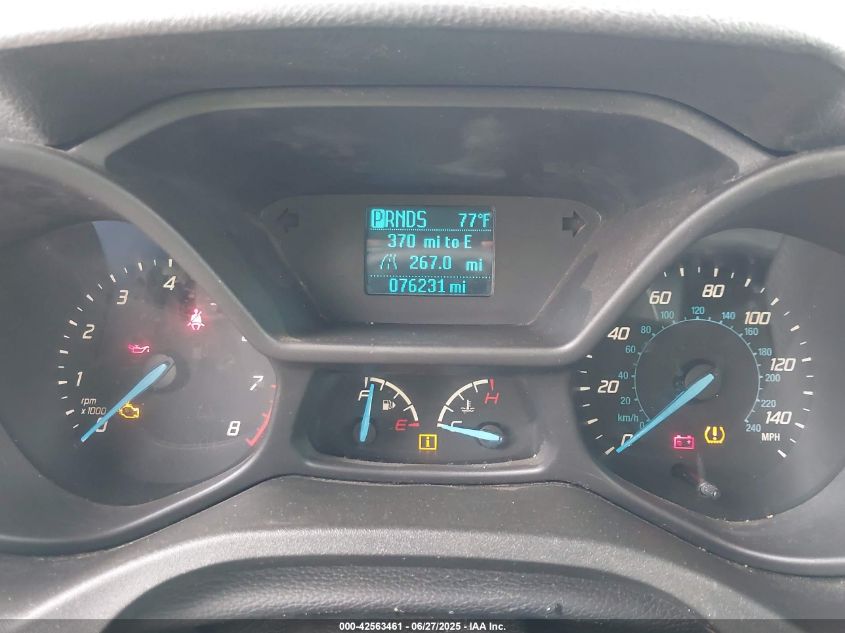 PRNDS 77°F
370 mi to E
267.0 mi
076231 mi
0 1 2 3 4 7 8
rpm
x1000
F E
C H
0 20 40 60 80 100 120 140
MPH
0 20 40 60 80 100 120 140 160 180 200 220 240
km/h
000-42563461 - 06/27/2025 - IAA Inc.